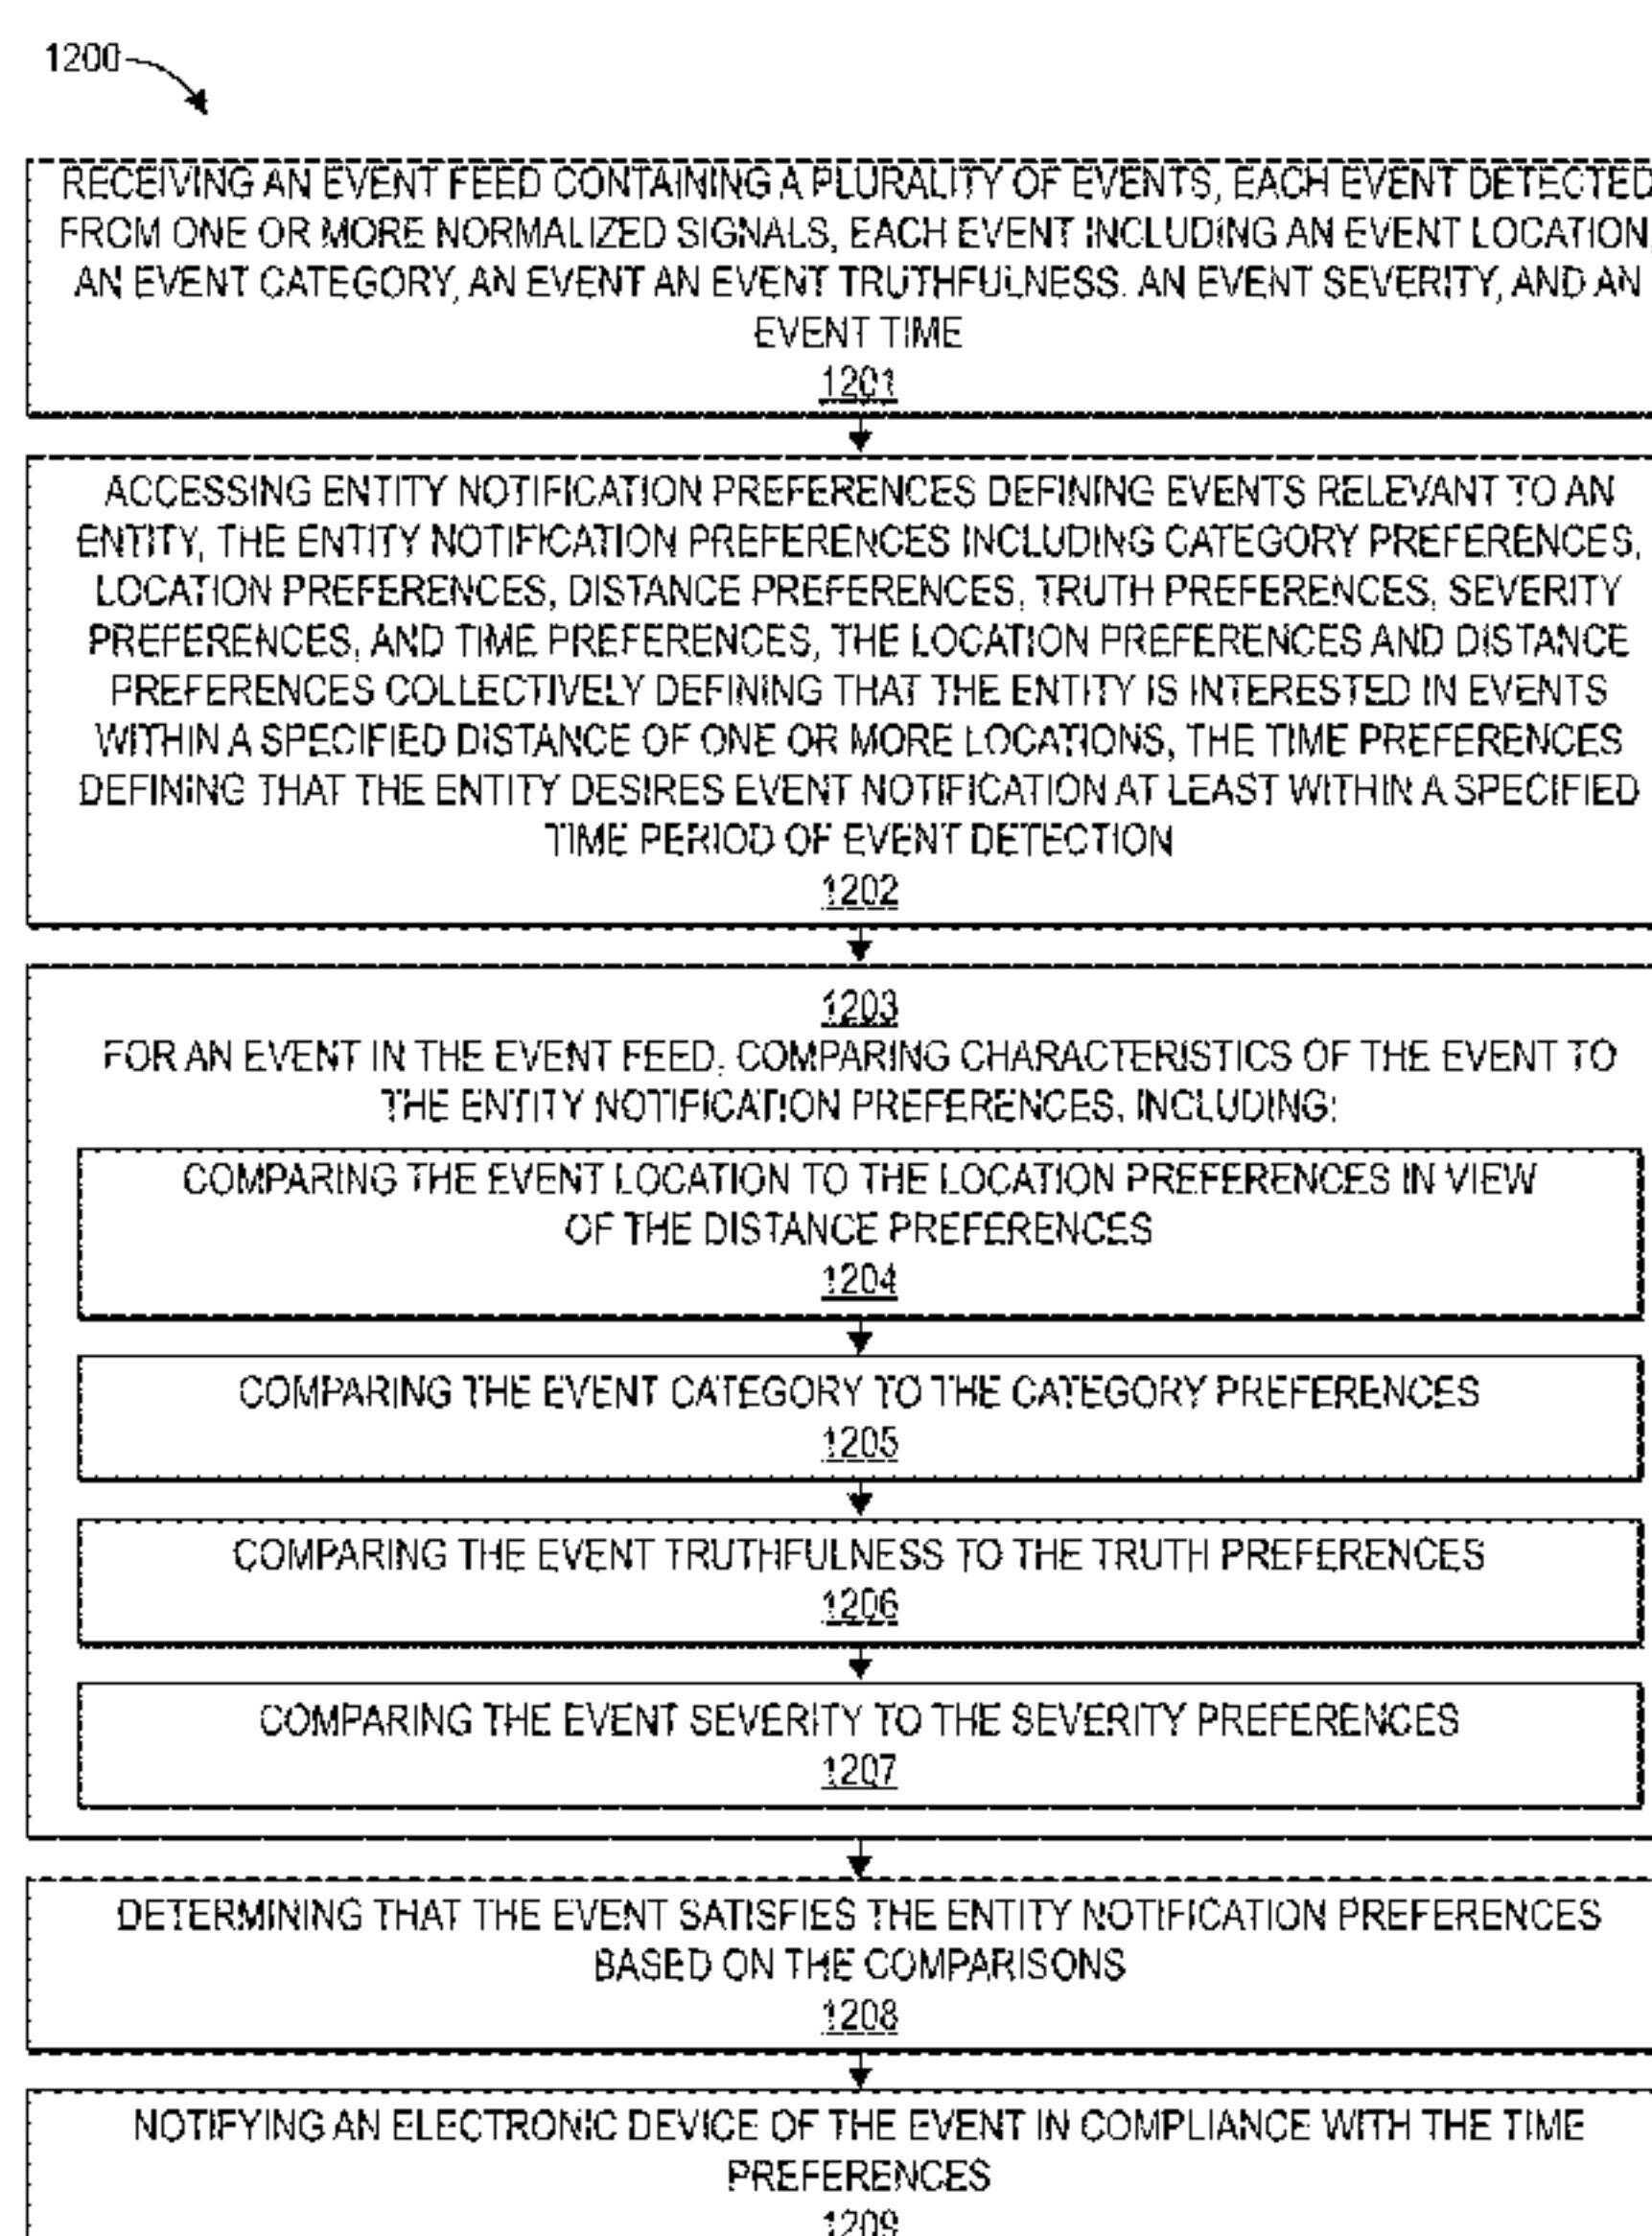 1200
RECEIVING AN EVENT FEED CONTAINING A PLURALITY OF EVENTS, EACH EVENT DETECTED
FROM ONE OR MORE NORMALIZED SIGNALS, EACH EVENT INCLUDING AN EVENT LOCATION,
AN EVENT CATEGORY, AN EVENT AN EVENT TRUTHFULNESS. AN EVENT SEVERITY, AND AN
EVENT TIME
1201
ACCESSING ENTITY NOTIFICATION PREFERENCES DEFINING EVENTS RELEVANT TO AN
ENTITY, THE ENTITY NOTIFICATION PREFERENCES INCLUDING CATEGORY PREFERENCES,
LOCATION PREFERENCES, DISTANCE PREFERENCES, TRUTH PREFERENCES, SEVERITY
PREFERENCES, AND TIME PREFERENCES, THE LOCATION PREFERENCES AND DISTANCE
PREFERENCES COLLECTIVELY DEFINING THAT THE ENTITY IS INTERESTED IN EVENTS
WITHIN A SPECIFIED DISTANCE OF ONE OR MORE LOCATIONS, THE TIME PREFERENCES
DEFINING THAT THE ENTITY DESIRES EVENT NOTIFICATION AT LEAST WITHIN A SPECIFIED
TIME PERIOD OF EVENT DETECTION
1202
1203
FOR AN EVENT IN THE EVENT FEED, COMPARING CHARACTERISTICS OF THE EVENT TO
THE ENTITY NOTIFICATION PREFERENCES, INCLUDING:
COMPARING THE EVENT LOCATION TO THE LOCATION PREFERENCES IN VIEW
OF THE DISTANCE PREFERENCES
1204
COMPARING THE EVENT CATEGORY TO THE CATEGORY PREFERENCES
1205
COMPARING THE EVENT TRUTHFULNESS TO THE TRUTH PREFERENCES
1206
COMPARING THE EVENT SEVERITY TO THE SEVERITY PREFERENCES
1207
DETERMINING THAT THE EVENT SATISFIES THE ENTITY NOTIFICATION PREFERENCES
BASED ON THE COMPARISONS
1208
NOTIFYING AN ELECTRONIC DEVICE OF THE EVENT IN COMPLIANCE WITH THE TIME
PREFERENCES
1209